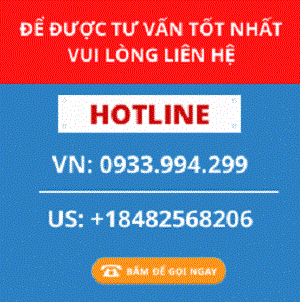 ĐỂ ĐƯỢC TƯ VẤN TỐT NHẤT
VUI LÒNG LIÊN HỆ
HOTLINE
VN: 0933.994.299
US: +18482568206
BẤM ĐỂ GỌI NGAY